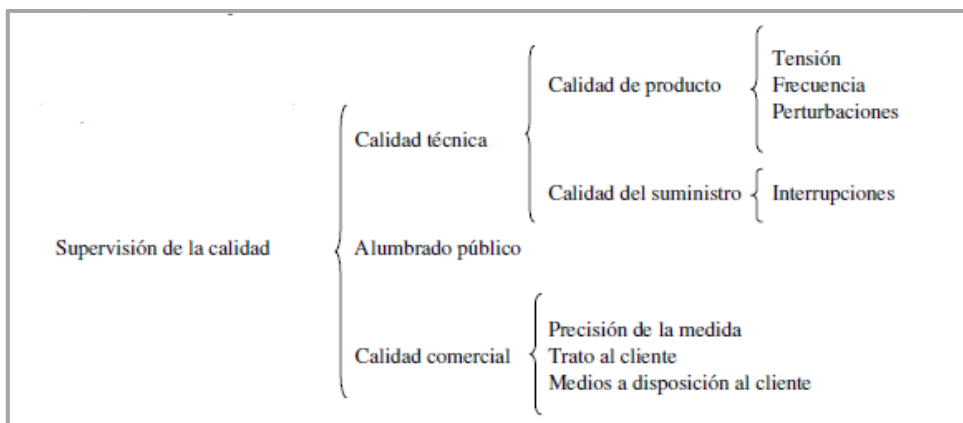 Supervisión de la calidad
Calidad técnica
Calidad de producto
Tensión
Frecuencia
Perturbaciones
Calidad del suministro
Interrupciones
Alumbrado público
Calidad comercial
Precisión de la medida
Trato al cliente
Medios a disposición al cliente